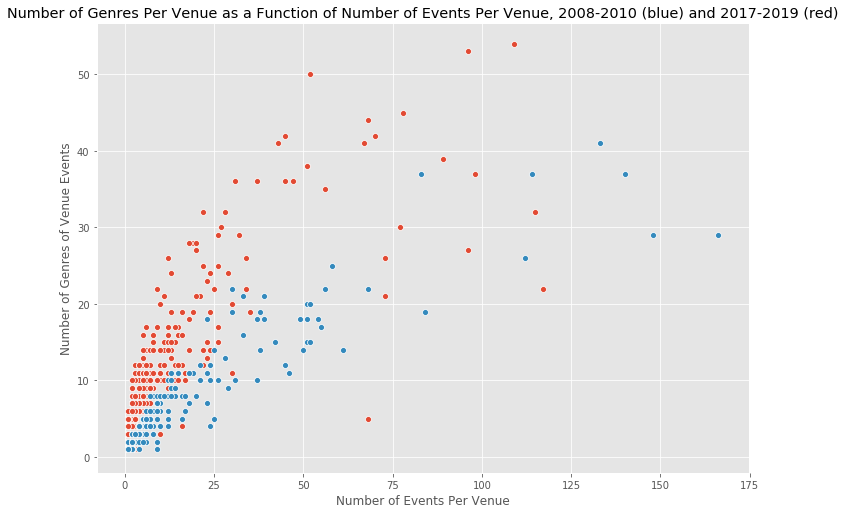 Number of Genres Per Venue as a Function of Number of Events Per Venue, 2008-2010 (blue) and 2017-2019 (red)
Number of Genres of Venue Events
50
40
30
20
10
0
0 25 50 75 100 125 150 175
Number of Events Per Venue